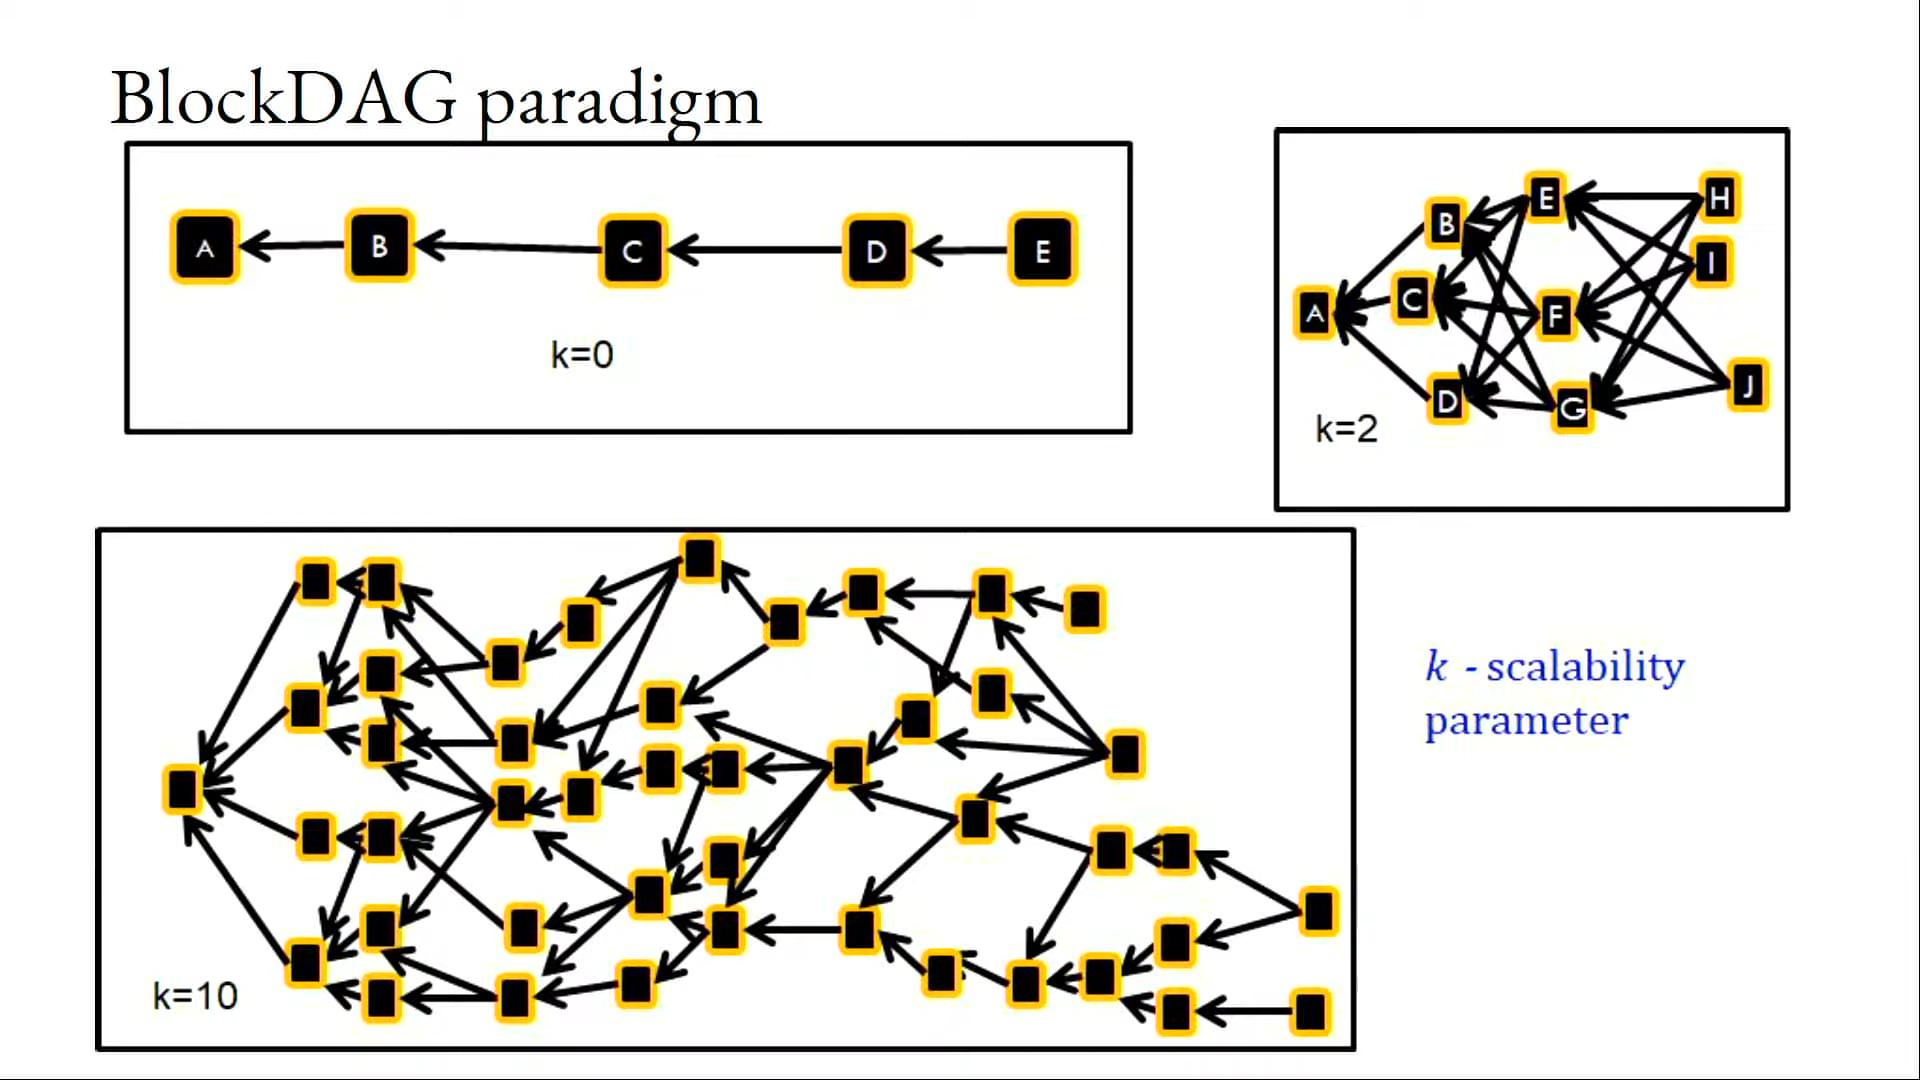 BlockDAG paradigm
A B C D E
k=0
E H
B
I
C
A F
J
D G
k=2
k - scalability
parameter
k=10